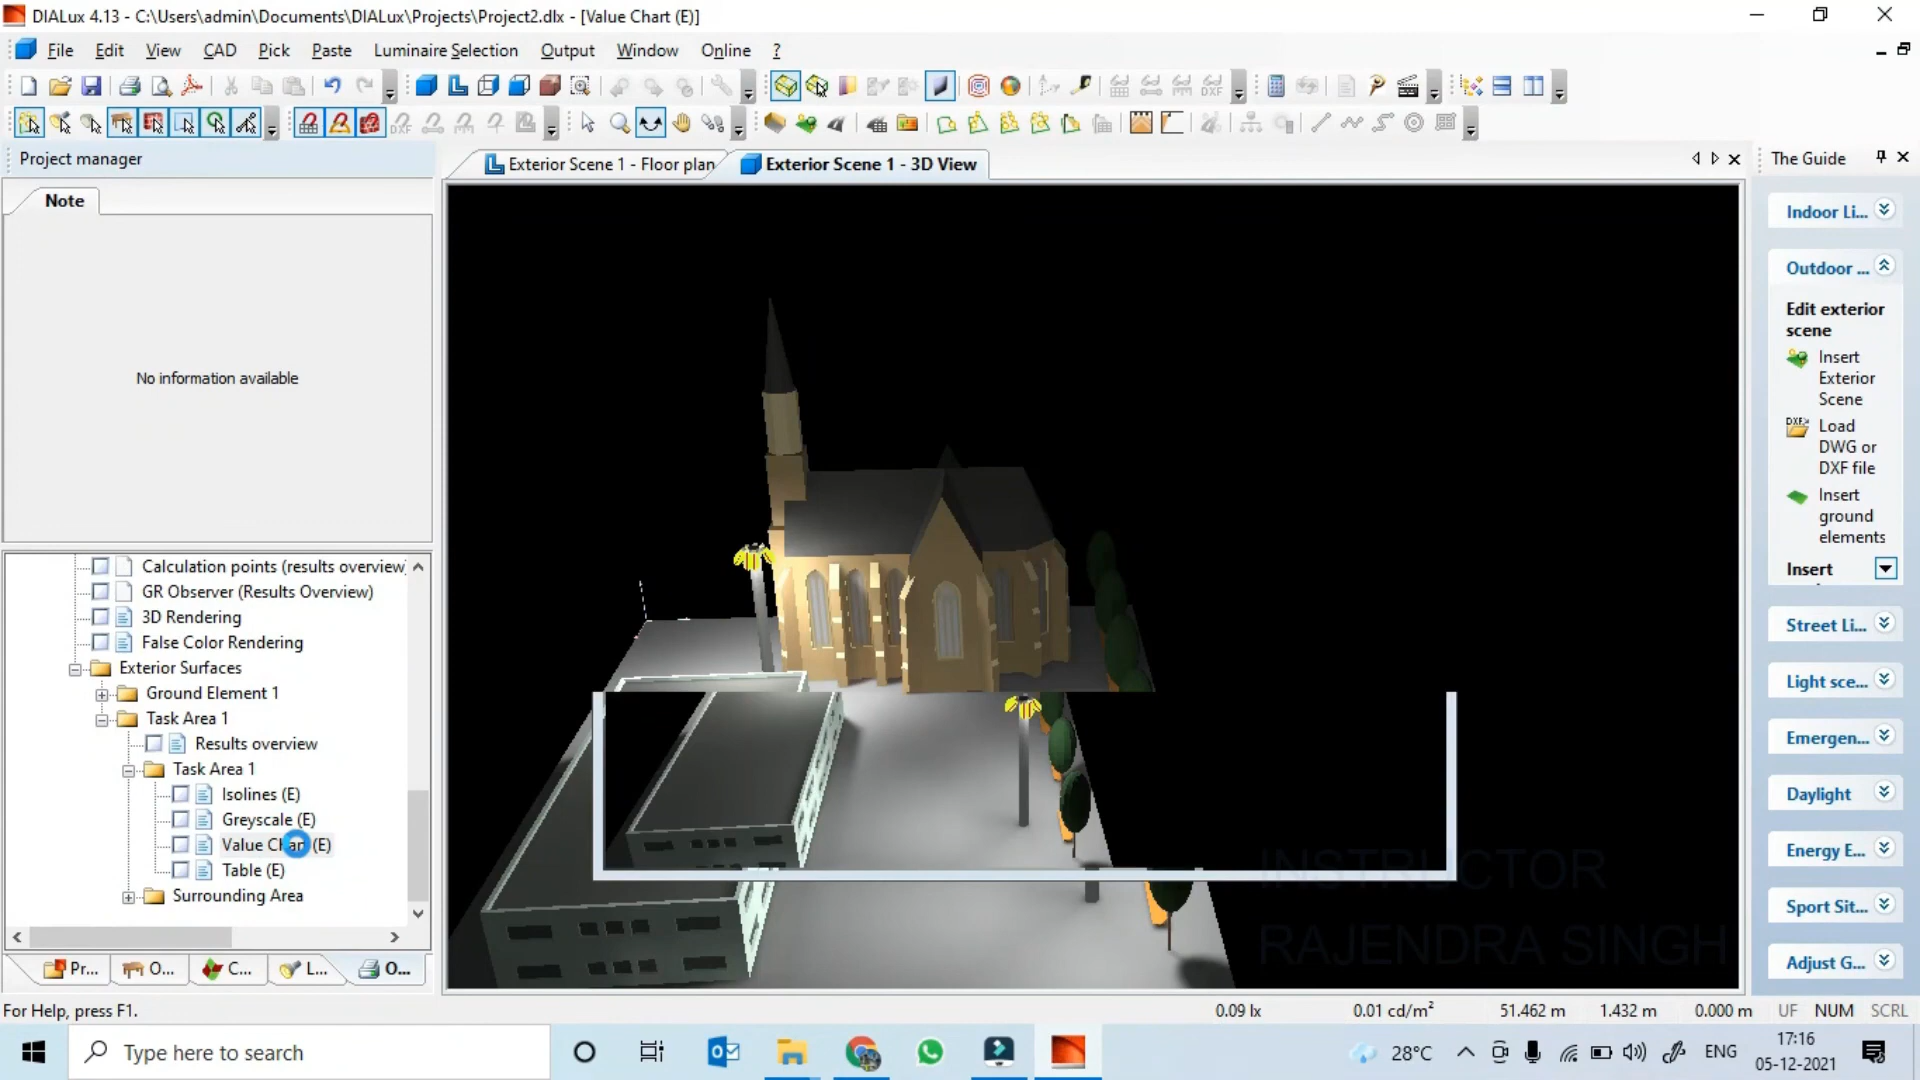 DIALux 4.13 - C:\Users\admin\Documents\DIALux\Projects\Project2.dlx - [Value Chart (E)]
File Edit View CAD Pick Paste Luminaire Selection Output Window Online ?
Project manager
Note
No information available
Calculation points (results overview)
GR Observer (Results Overview)
3D Rendering
False Color Rendering
Exterior Surfaces
Ground Element 1
Task Area 1
Results overview
Task Area 1
Isolines (E)
Greyscale (E)
Value Chart (E)
Table (E)
Surrounding Area
Pr... O... C... L... O...
Exterior Scene 1 - Floor plan
Exterior Scene 1 - 3D View
INSTRUCTOR
RAJENDRA SINGH
The Guide
Indoor Li...
Outdoor ...
Edit exterior
scene
Insert
Exterior
Scene
DXF
Load
DWG or
DXF file
Insert
ground
elements
Insert
Street Li...
Light sce...
Emergen...
Daylight
Energy E...
Sport Sit...
Adjust G...
For Help, press F1.
0.09 lx 0.01 cd/m² 51.462 m 1.432 m 0.000 m UF NUM SCRL
Type here to search
28°C
ENG
17:16
05-12-2021